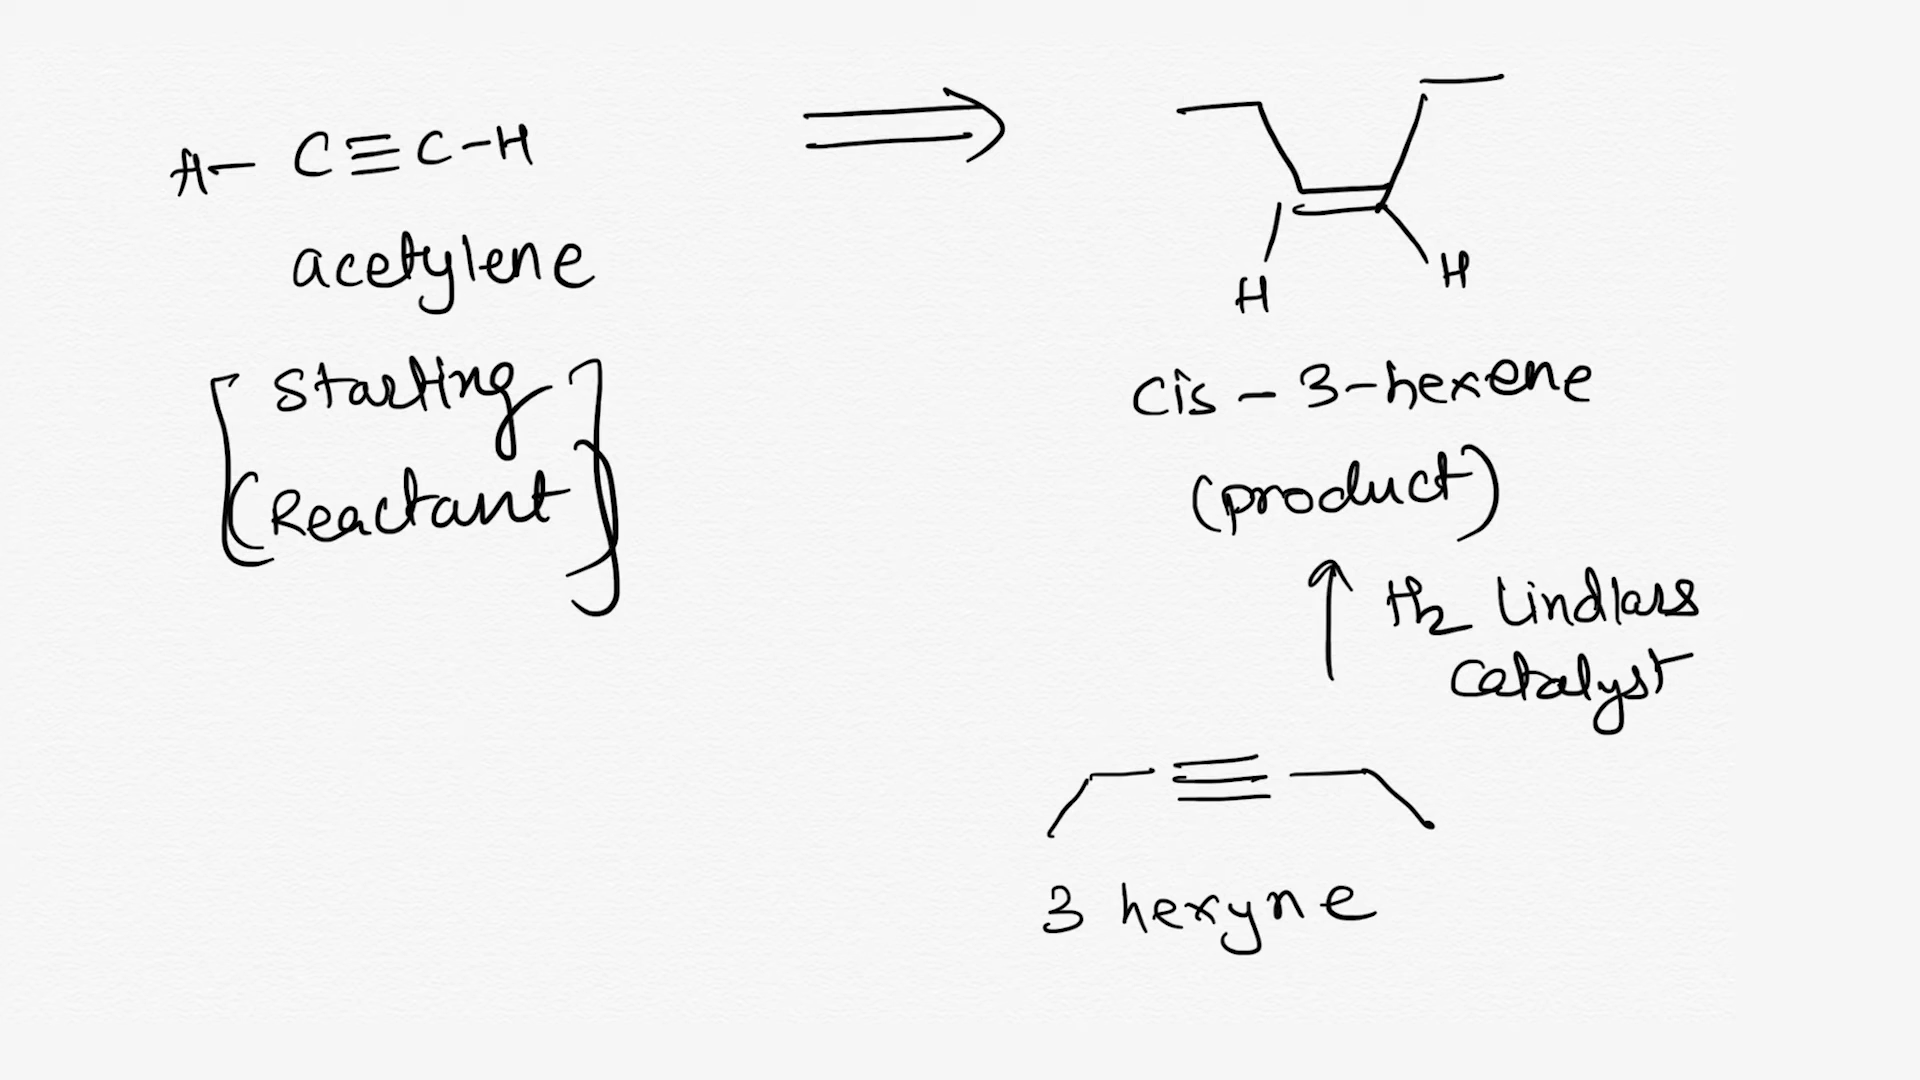 H-C≡C-H
acetylene
[Starting
(Reactant)]
H
H
cis-3-hexene
(product)
H2 Lindlars
catalyst
3 hexyne